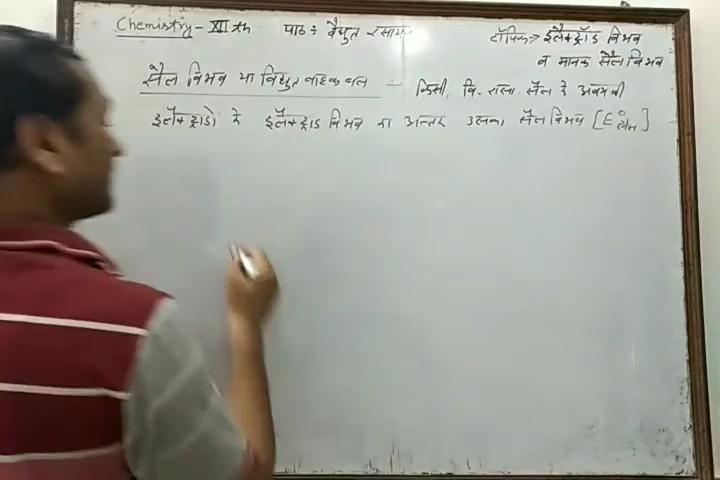 Chemistry - XII th पाठ ÷ वैद्युत रसायन टॉपिक → इलैक्ट्रॉड विभव
व मानक सैल विभव
सैल विभव या विद्युत वाहक बल :- किसी वि. रासा. सैल के अवयवी
इलैक्ट्राडो के इलैक्ट्राड विभव का अन्तर उसका सैल विभव [E° सैल]